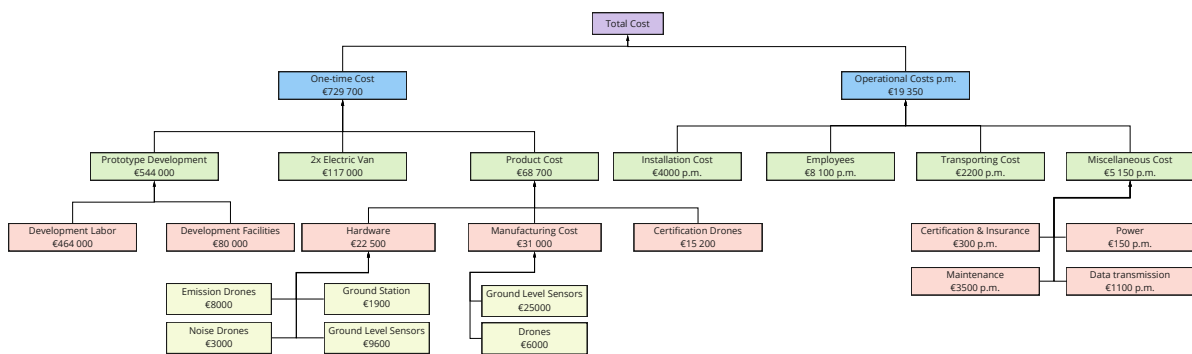 Total Cost
One-time Cost
€729 700
Operational Costs p.m.
€19 350
Prototype Development
€544 000
2x Electric Van
€117 000
Product Cost
€68 700
Installation Cost
€4000 p.m.
Employees
€8 100 p.m.
Transporting Cost
€2200 p.m.
Miscellaneous Cost
€5 150 p.m.
Development Labor
€464 000
Development Facilities
€80 000
Hardware
€22 500
Manufacturing Cost
€31 000
Certification Drones
€15 200
Certification & Insurance
€300 p.m.
Power
€150 p.m.
Maintenance
€3500 p.m.
Data transmission
€1100 p.m.
Emission Drones
€8000
Ground Station
€1900
Ground Level Sensors
€25000
Noise Drones
€3000
Ground Level Sensors
€9600
Drones
€6000